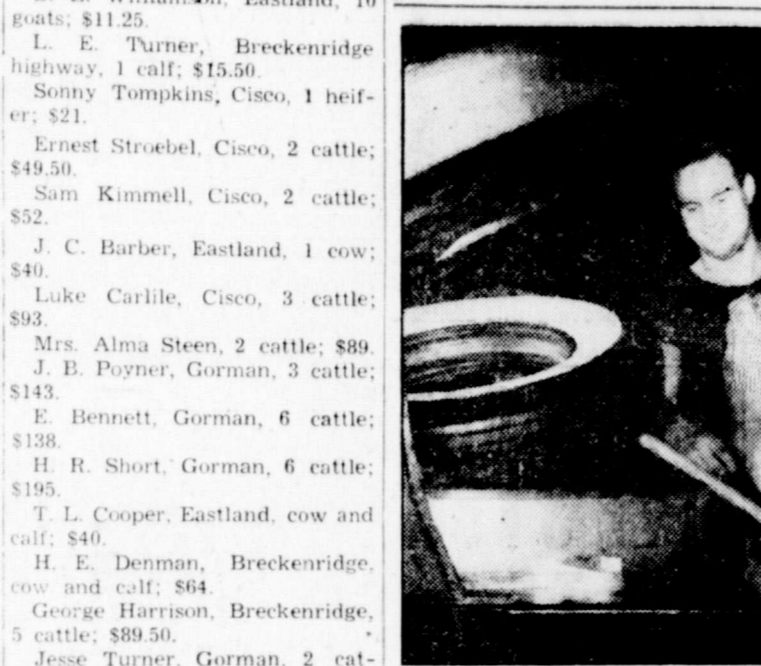 Eastland, 10
goats; $11.25.
L. E. Turner, Breckenridge
highway, 1 calf; $15.50.
Sonny Tompkins, Cisco, 1 heif-
er; $21.
Ernest Stroebel, Cisco, 2 cattle;
$49.50.
Sam Kimmell, Cisco, 2 cattle;
$52.
J. C. Barber, Eastland, 1 cow;
$40.
Luke Carlile, Cisco, 3 cattle;
$93.
Mrs. Alma Steen, 2 cattle; $89.
J. B. Poyner, Gorman, 3 cattle;
$143.
E. Bennett, Gorman, 6 cattle;
$138.
H. R. Short, Gorman, 6 cattle;
$195.
T. L. Cooper, Eastland, cow and
calf; $40.
H. E. Denman, Breckenridge,
cow and calf; $64.
George Harrison, Breckenridge,
5 cattle; $89.50.
Jesse Turner, Gorman, 2 cat-